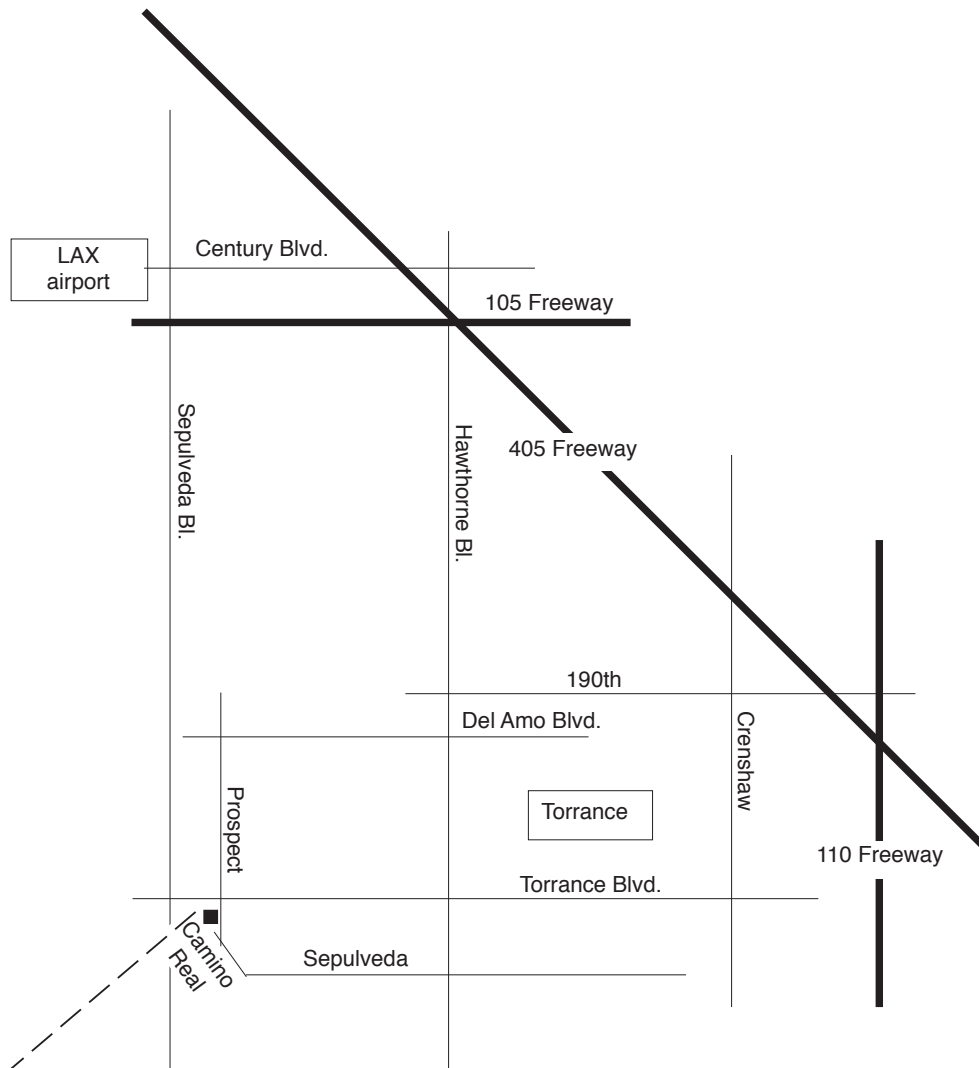 Century Blvd.
LAX
airport
105 Freeway
Sepulveda Bl.
Hawthorne Bl.
405 Freeway
190th
Del Amo Blvd.
Crenshaw
Prospect
Torrance
110 Freeway
Torrance Blvd.
Camino
Real
Sepulveda